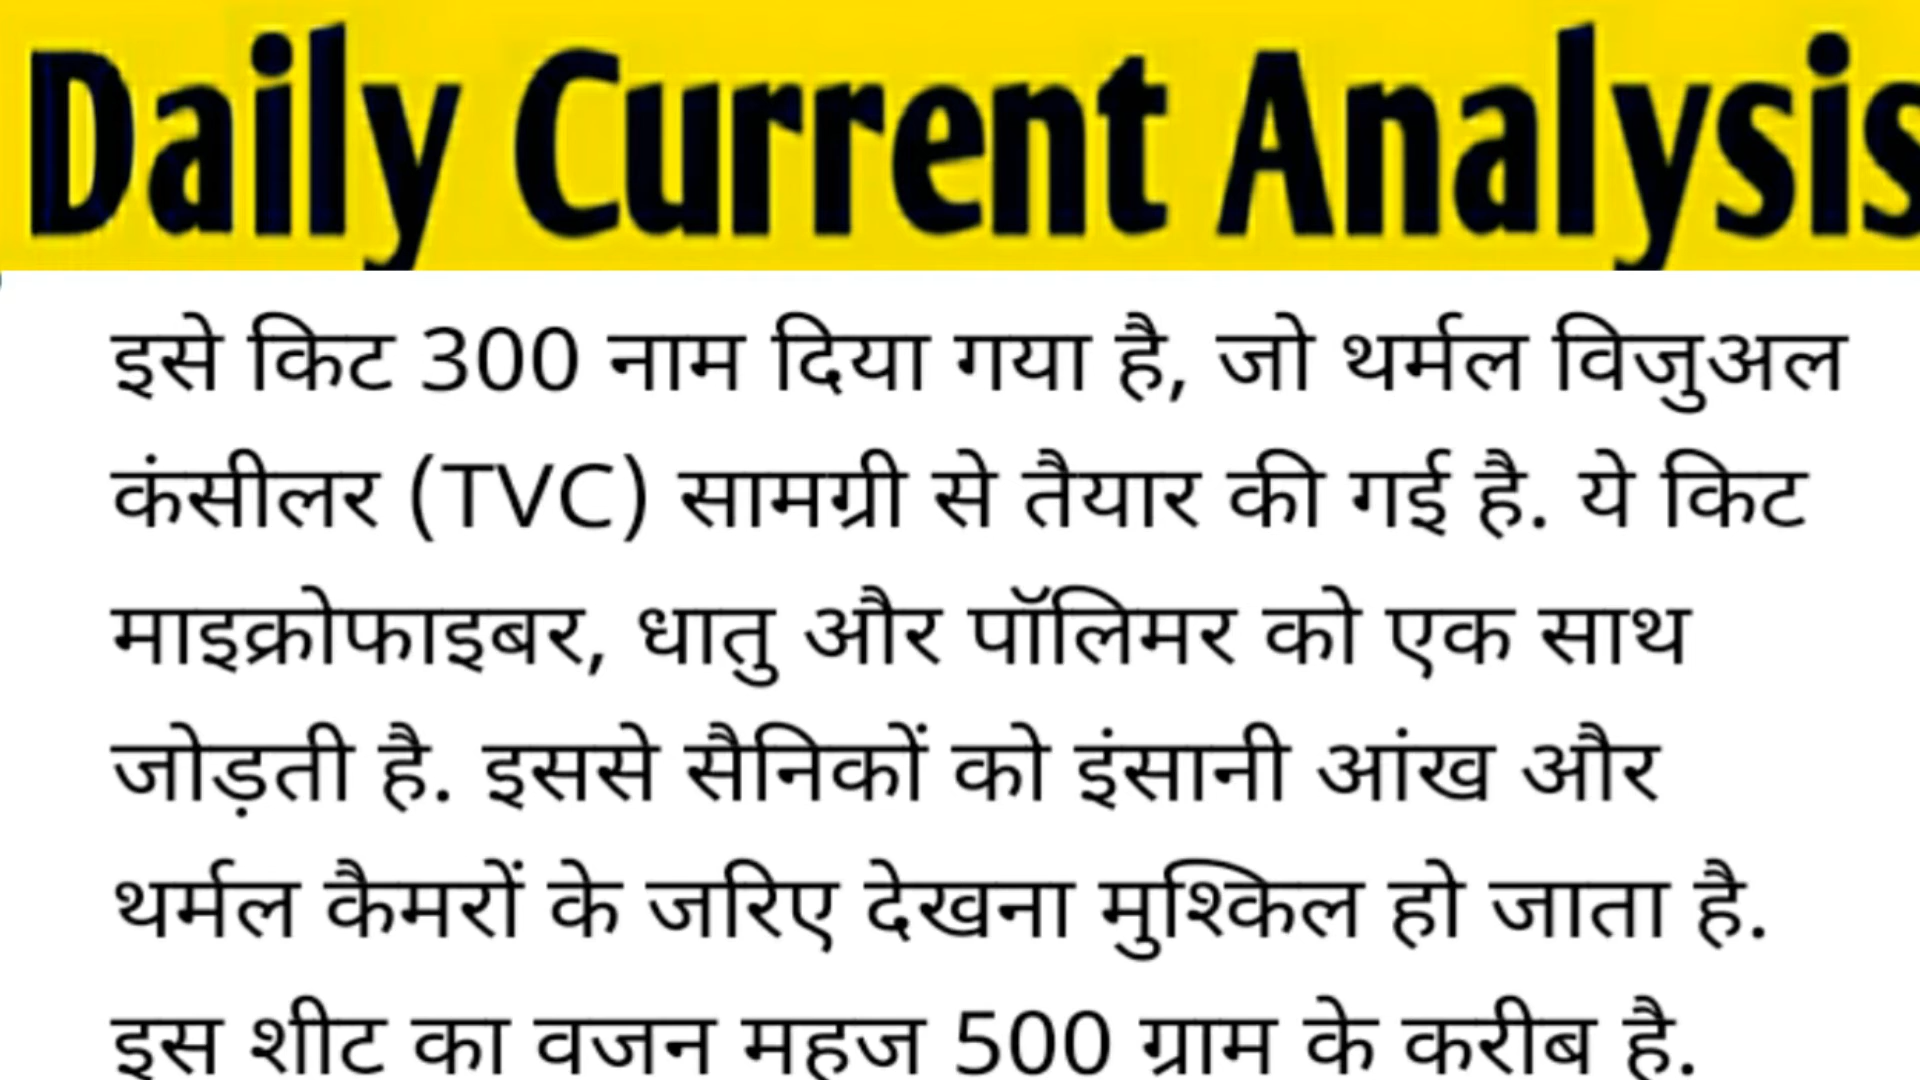 Daily Current Analysis
इसे किट 300 नाम दिया गया है, जो थर्मल विजुअल
कंसीलर (TVC) सामग्री से तैयार की गई है. ये किट
माइक्रोफाइबर, धातु और पॉलिमर को एक साथ
जोड़ती है. इससे सैनिकों को इंसानी आंख और
थर्मल कैमरों के जरिए देखना मुश्किल हो जाता है.
इस शीट का वजन महज 500 ग्राम के करीब है.